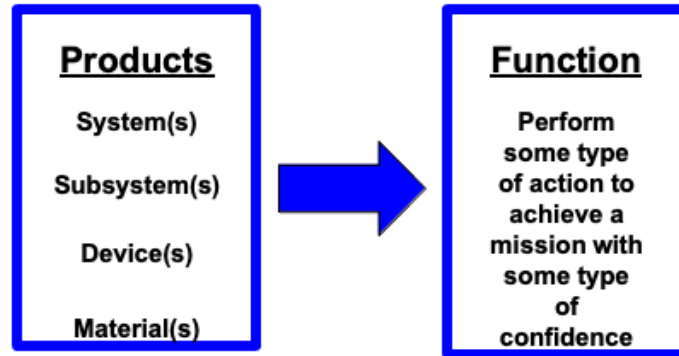 Products
System(s)
Subsystem(s)
Device(s)
Material(s)
Function
Perform
some type
of action to
achieve a
mission with
some type
of
confidence